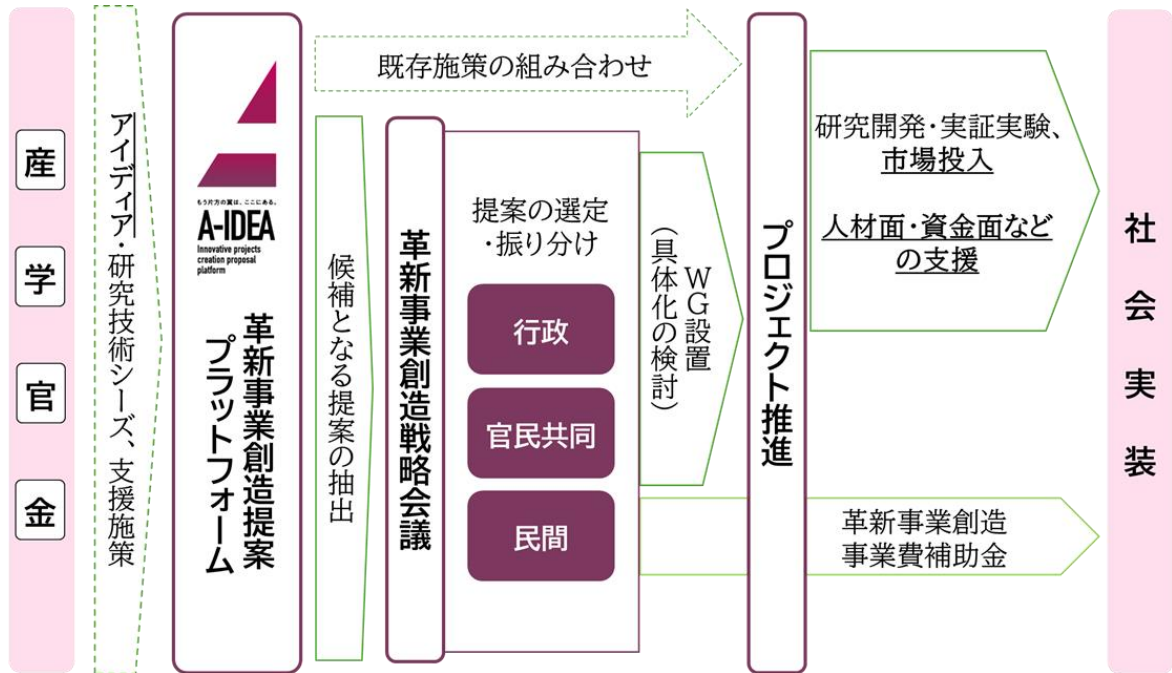 産
学
官
金
アイディア・研究技術シーズ、支援施策
もう片方の翼は、ここにある。
A-IDEA
Innovative projects
creation proposal
platform
革新事業創造提案
プラットフォーム
既存施策の組み合わせ
候補となる提案の抽出
革新事業創造戦略会議
提案の選定
・振り分け
行政
官民共同
民間
WG設置
(具体化の検討)
プロジェクト推進
研究開発・実証実験、
市場投入
人材面・資金面など
の支援
革新事業創造
事業費補助金
社会実装